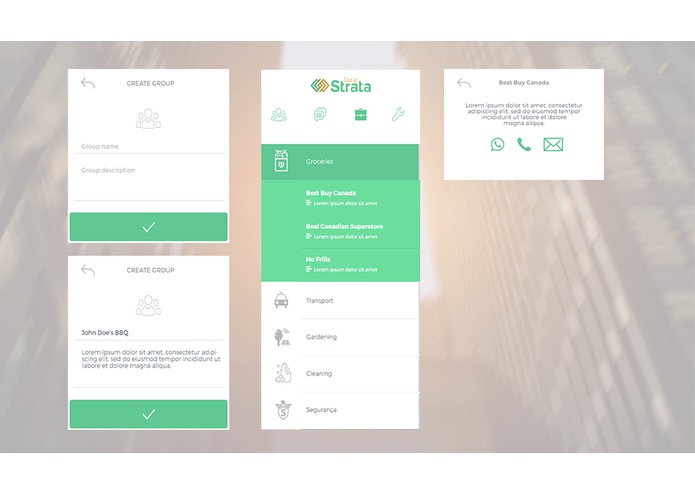 CREATE GROUP
Group name
Group description
CREATE GROUP
John Doe's BBQ
Lorem ipsum dolor sit amet, consectetur adipi-
scing elit, sed do eiusmod tempor incididunt ut
labore et dolore magna aliqua.
Social
Strata
Groceries
Best Buy Canada
Lorem ipsum dolor sit amet
Real Canadian Superstore
Lorem ipsum dolor sit amet
No Frills
Lorem ipsum dolor sit amet
Transport
Gardening
Cleaning
Segurança
S
Best Buy Canada
Lorem ipsum dolor sit amet, consectetur
adipiscing elit, sed do eiusmod tempor
incididunt ut labore et dolore
magna aliqua.